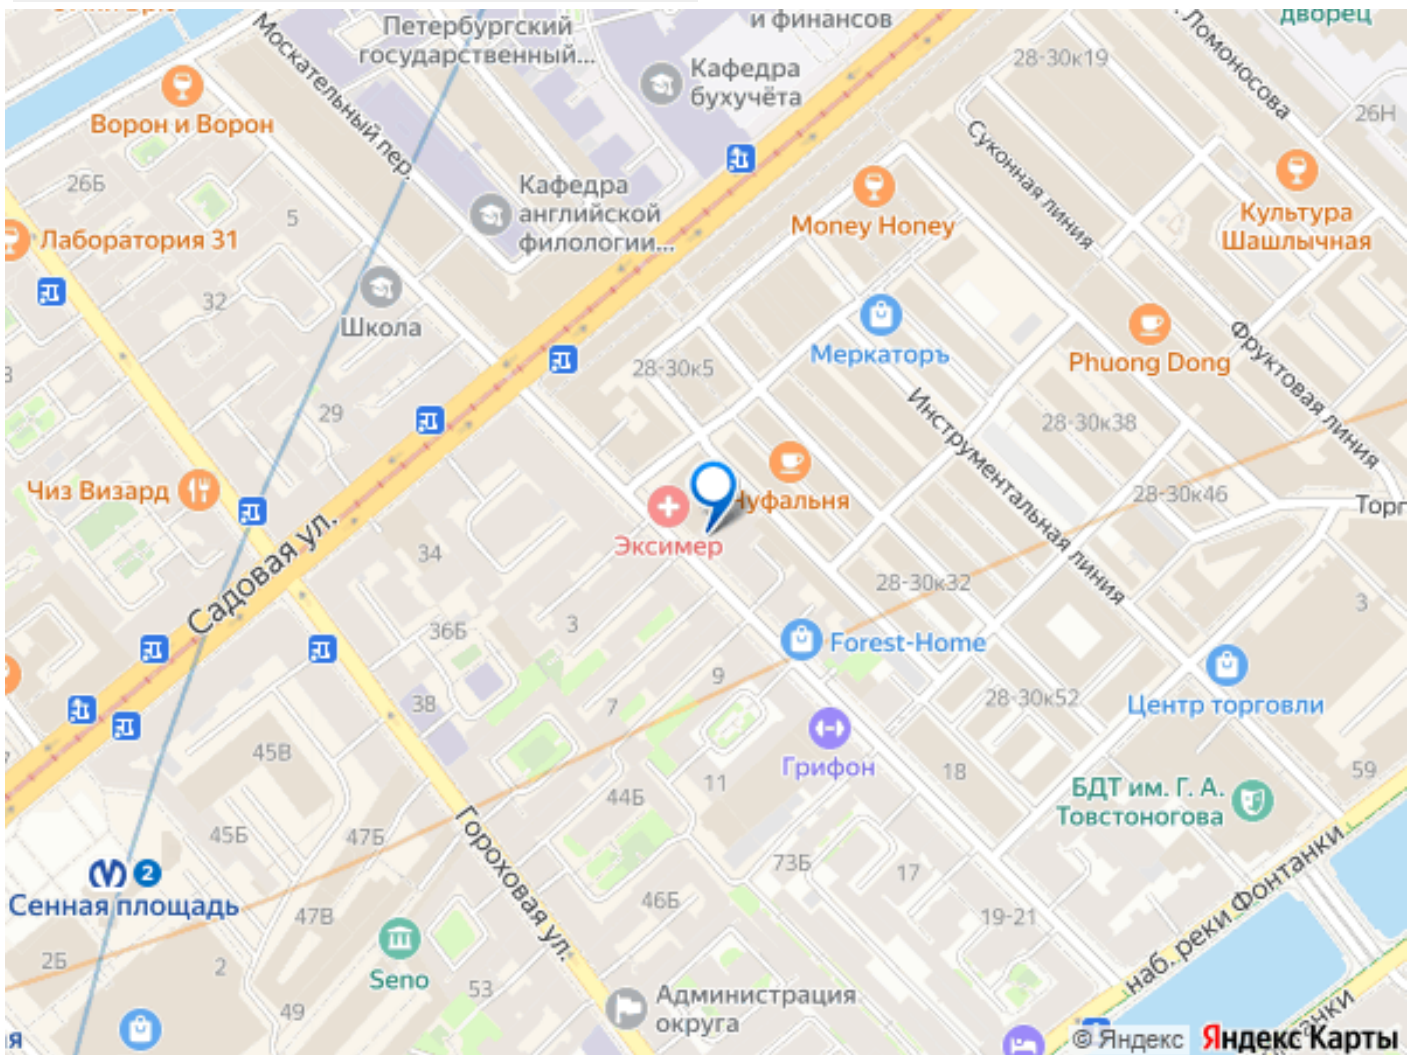 Петербургский
государственный...
и финансов
дворец
Ломоносова
28-30к19
Кафедра
бухучёта
26Н
Москательный пер.
Ворон и Ворон
Суконная линия
26Б
5
Кафедра
английской
филологии...
Money Honey
Культура
Шашлычная
Лаборатория 31
32
Школа
Меркаторъ
Phuong Dong
Фруктовая линия
28-30к5
29
28-30к38
Инструментальная линия
Чиз Визард
28-30к46
Торг
Садовая ул.
34
Эксимер
28-30к32
3
36Б
3
Forest-Home
9
38
7
28-30к52
Центр торговли
45В
Грифон
18
11
44Б
59
БДТ им. Г. А.
Товстоногова
45Б
47Б
Гороховая ул.
73Б
17
2
Сенная площадь
46Б
47В
19-21
наб. реки Фонтанки
2Б
2
Seno
53
49
Администрация
округа
я
© Яндекс
Яндекс Карты